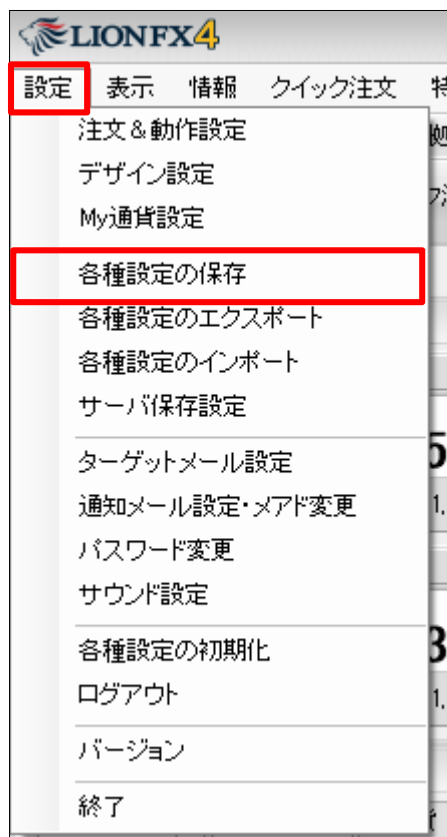 LION FX4
設定 表示 情報 クイック注文
注文&動作設定
デザイン設定
My通貨設定
各種設定の保存
各種設定のエクスポート
各種設定のインポート
サーバ保存設定
ターゲットメール設定
通知メール設定・メアド変更
パスワード変更
サウンド設定
各種設定の初期化
ログアウト
バージョン
終了